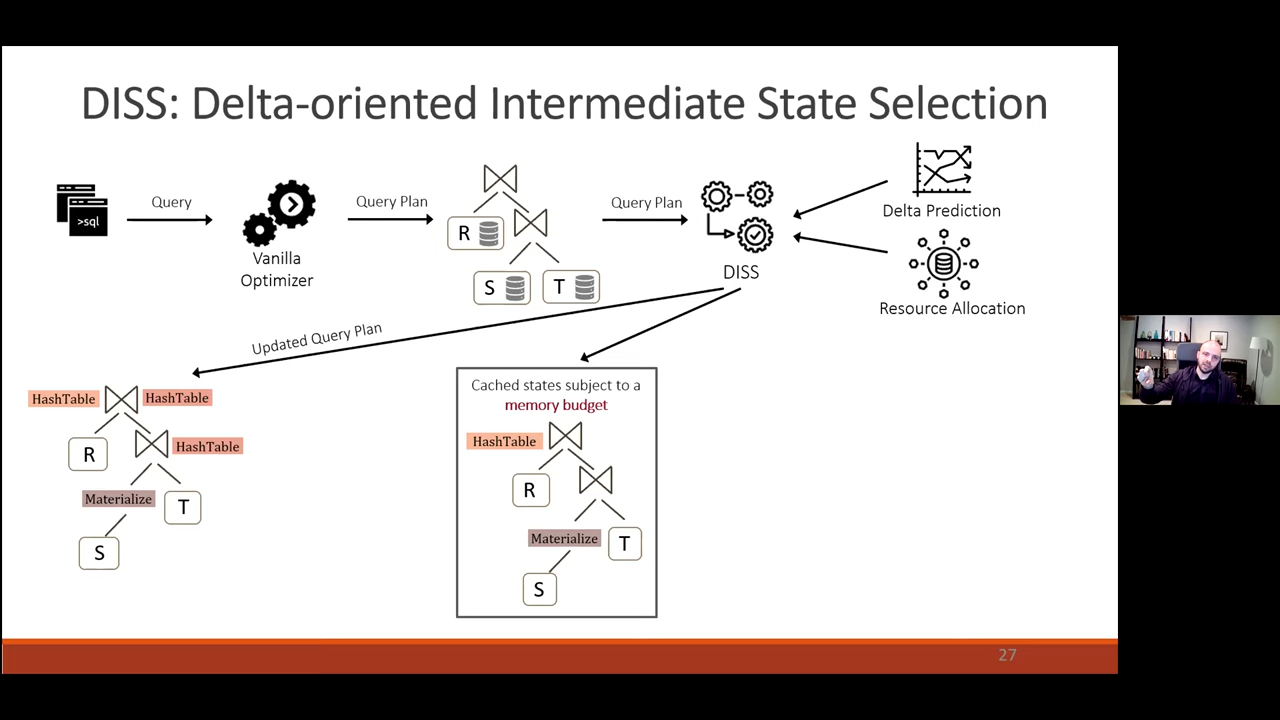 DISS: Delta-oriented Intermediate State Selection
>sql
Query
Vanilla
Optimizer
Query Plan
R
S
T
Query Plan
DISS
Delta Prediction
Resource Allocation
Updated Query Plan
HashTable
HashTable
R
HashTable
Materialize
T
S
Cached states subject to a
memory budget
HashTable
R
Materialize
T
S
27